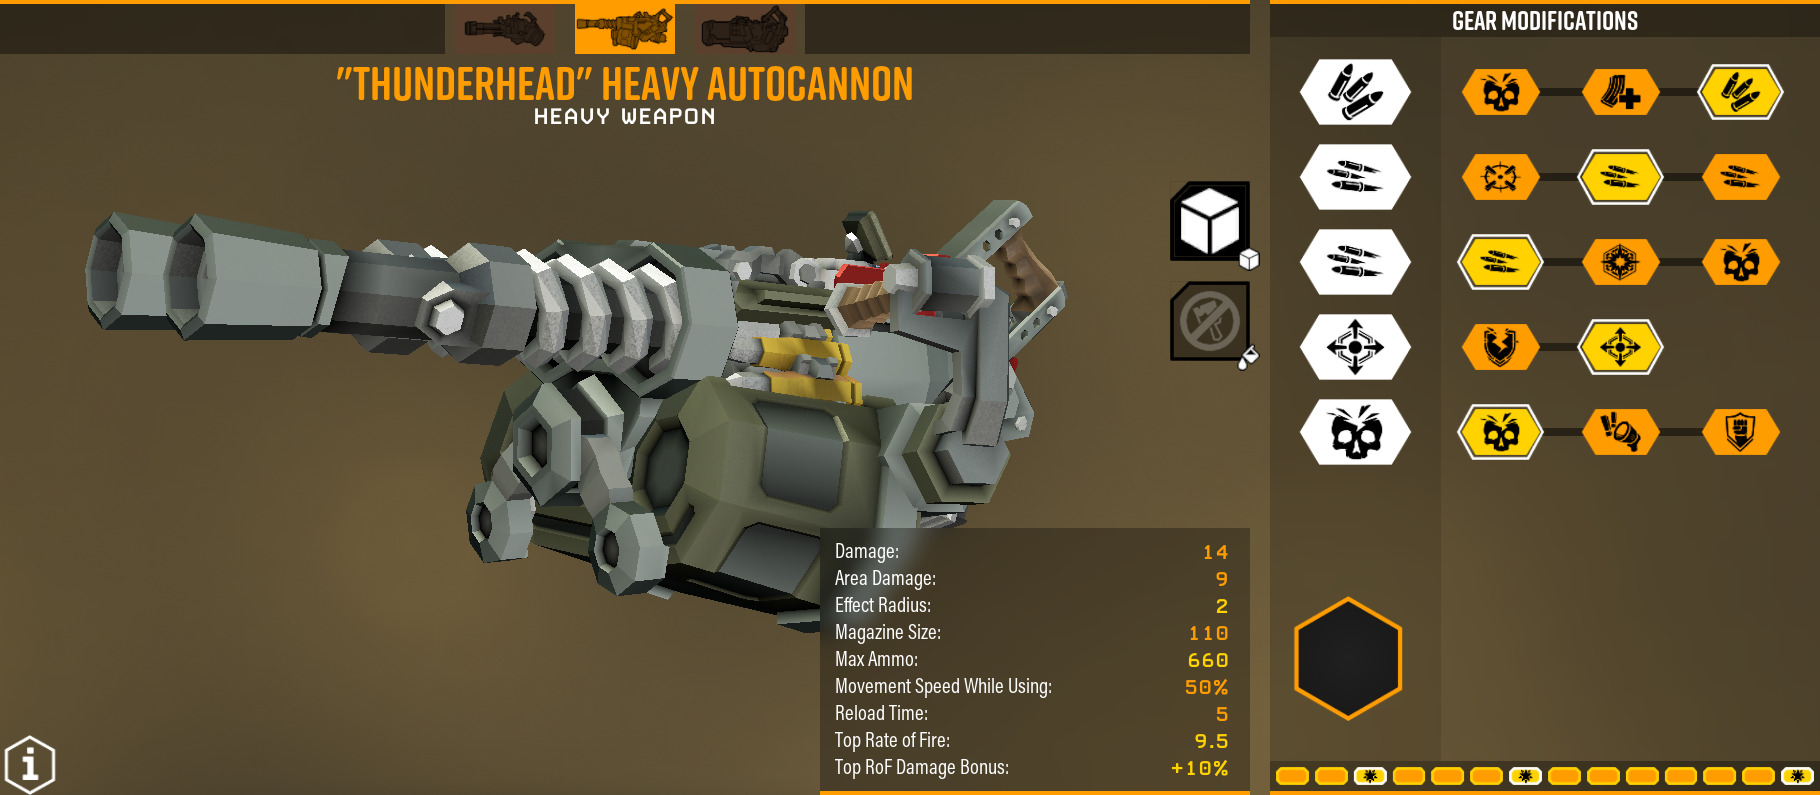 "THUNDERHEAD" HEAVY AUTOCANNON
HEAVY WEAPON
GEAR MODIFICATIONS
Damage: 14
Area Damage: 9
Effect Radius: 2
Magazine Size: 110
Max Ammo: 660
Movement Speed While Using: 50%
Reload Time: 5
Top Rate of Fire: 9.5
Top RoF Damage Bonus: +10%